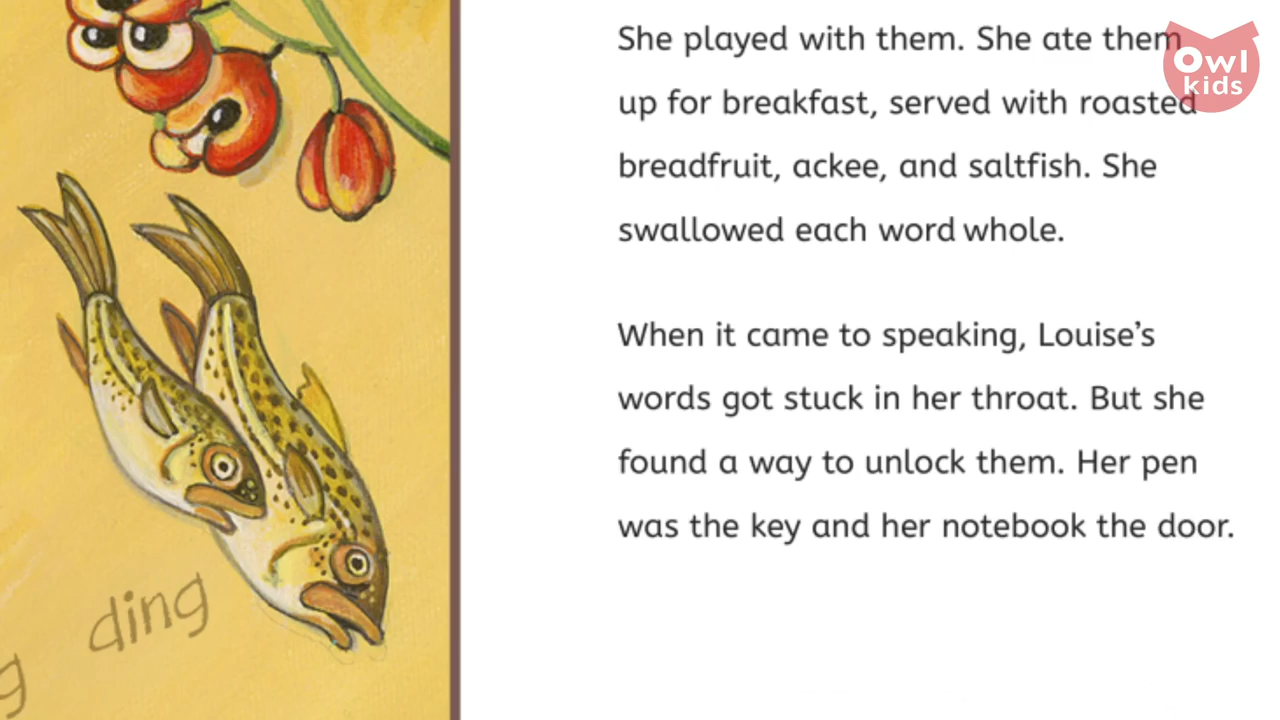 She played with them. She ate them
up for breakfast, served with roasted
breadfruit, ackee, and saltfish. She
swallowed each word whole.
When it came to speaking, Louise’s
words got stuck in her throat. But she
found a way to unlock them. Her pen
was the key and her notebook the door.
Owl
kids
ding
g